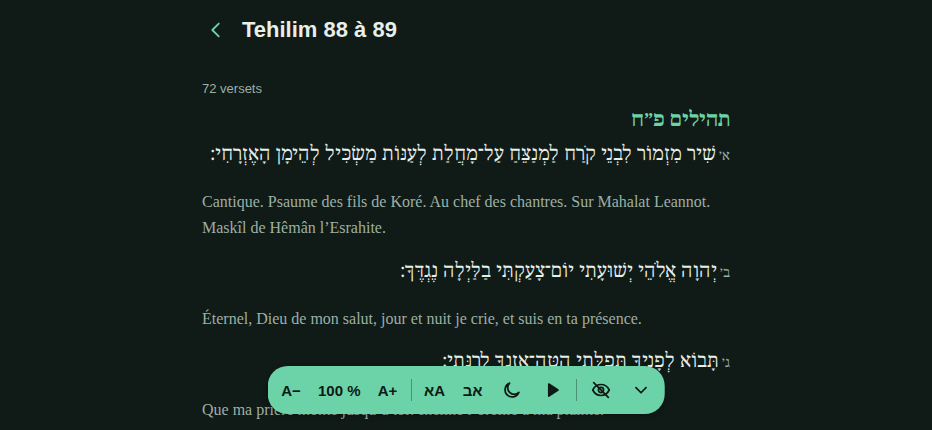 Tehilim 88 à 89
72 versets
תהילים פ״ח
א׳ שִׁיר מִזְמוֹר לִבְנֵי קֹרַח לַמְנַצֵּחַ עַל־מָחֲלַת לְעַנּוֹת מַשְׂכִּיל לְהֵימָן הָאֶזְרָחִי׃
Cantique. Psaume des fils de Koré. Au chef des chantres. Sur Mahalat Leannot.
Maskîl de Hêmân l’Esrahite.
ב׳ יְהוָה אֱלֹהֵי יְשׁוּעָתִי יוֹם־צָעַקְתִּי בַלַּיְלָה נֶגְדֶּךָ׃
Éternel, Dieu de mon salut, jour et nuit je crie, et suis en ta présence.
ג׳ תָּבוֹא לְפָנֶיךָ תְּפִלָּתִי הַטֵּה־אָזְנְךָ לְרִנָּתִי׃
A− 100 % A+ אA אב
Que ma